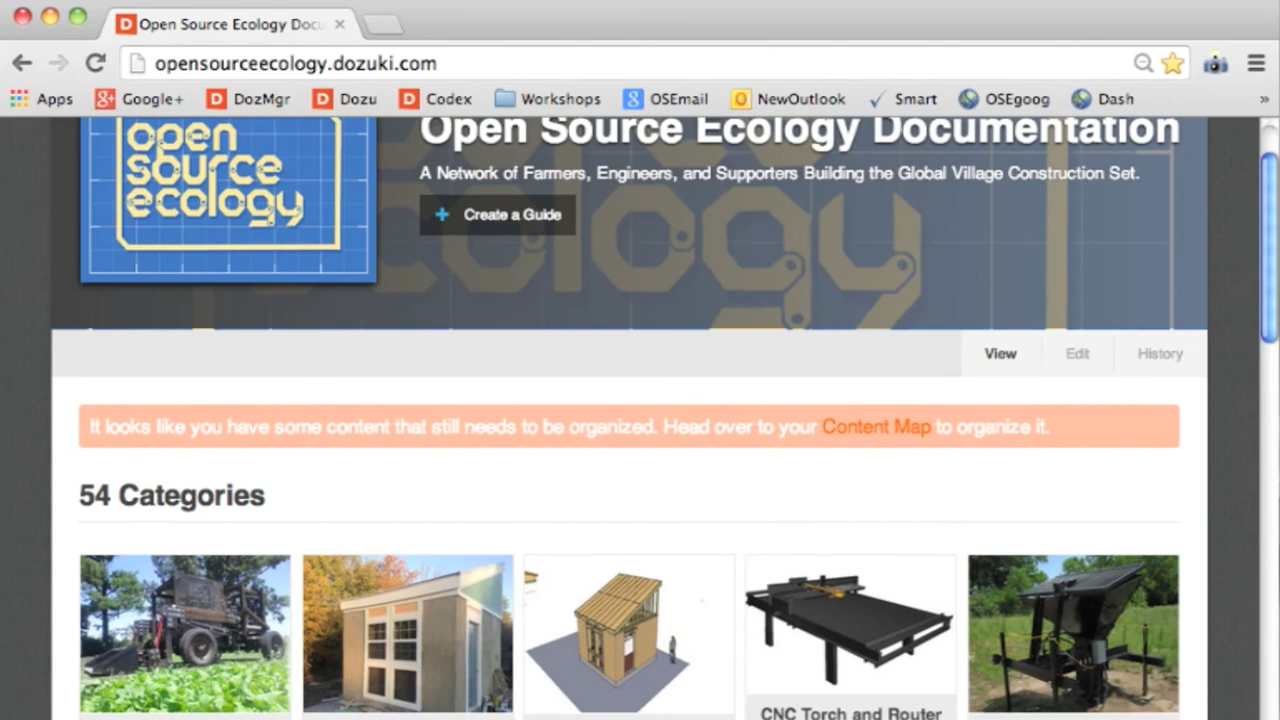 Open Source Ecology Docu
opensourceecology.dozuki.com
Apps Google+ DozMgr Dozu Codex Workshops OSEmail NewOutlook Smart OSEgoog Dash »
open
source
ecology
Open Source Ecology Documentation
A Network of Farmers, Engineers, and Supporters Building the Global Village Construction Set.
+ Create a Guide
ecology
View Edit History
It looks like you have some content that still needs to be organized. Head over to your Content Map to organize it.
54 Categories
CNC Torch and Router